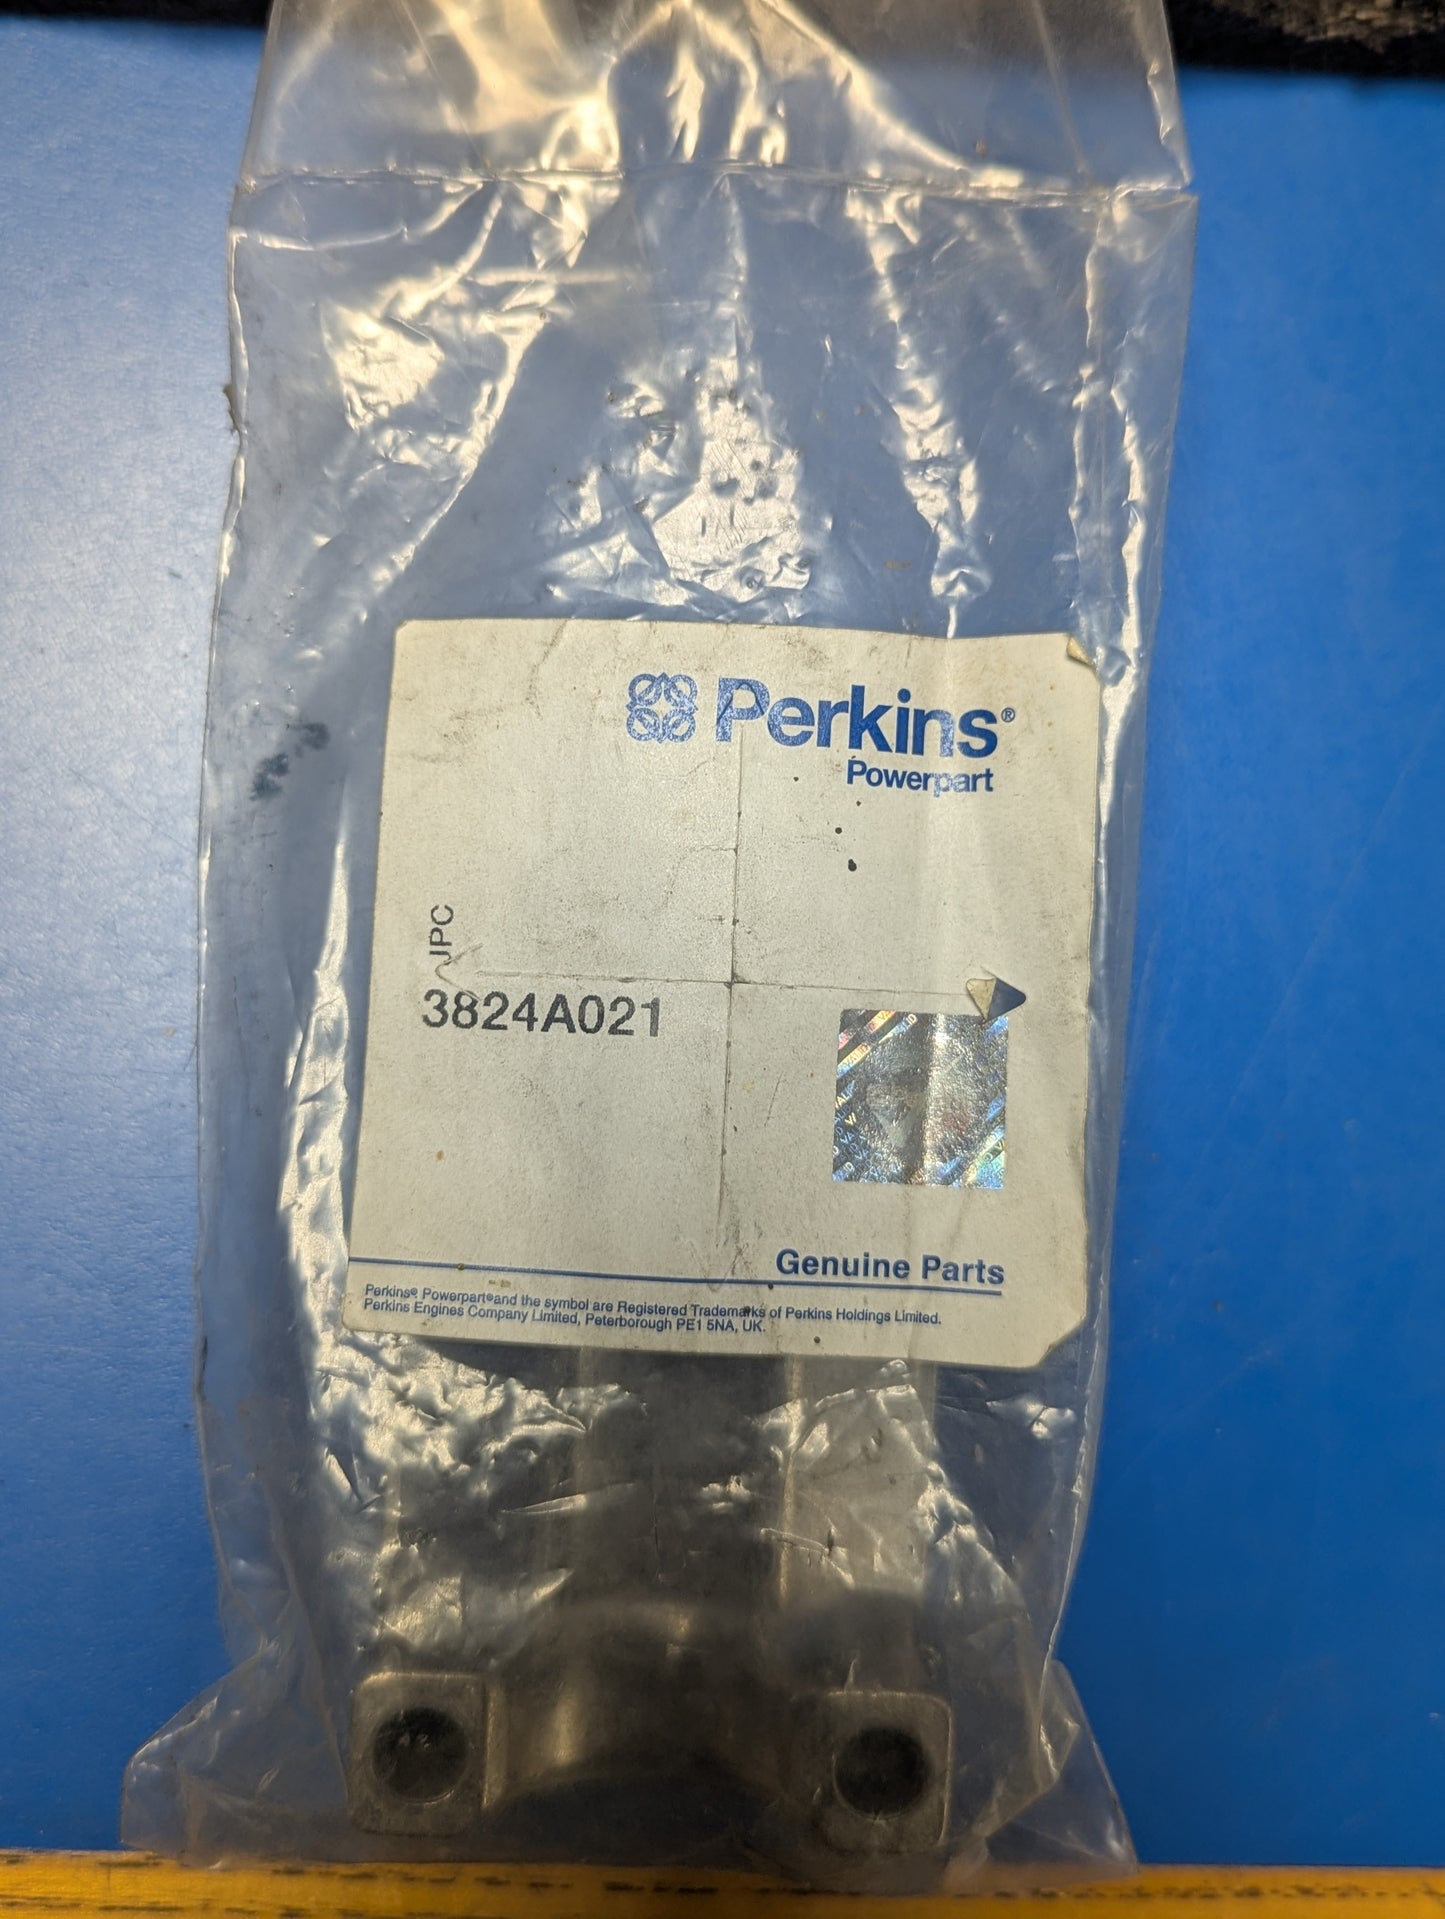 Perkins®
Powerpart
JPC
3824A021
Genuine Parts
Perkins® Powerpart® and the symbol are Registered Trademarks of Perkins Holdings Limited.
Perkins Engines Company Limited, Peterborough PE1 5NA, UK.